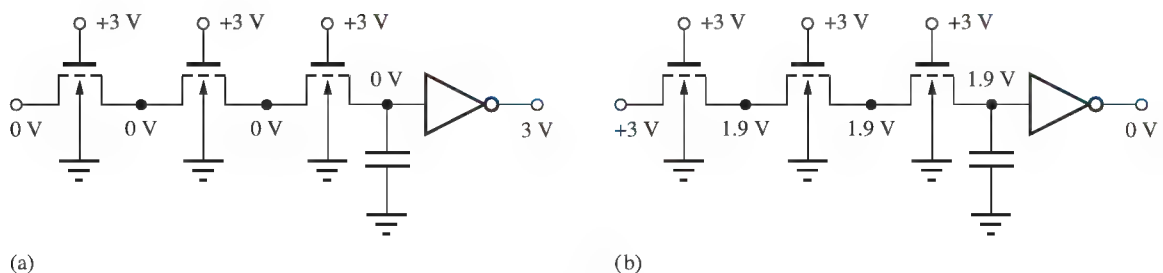 +3 V +3 V +3 V +3 V +3 V +3 V
0 V 1.9 V
0 V 0 V 0 V 3 V +3 V 1.9 V 1.9 V 0 V
(a) (b)